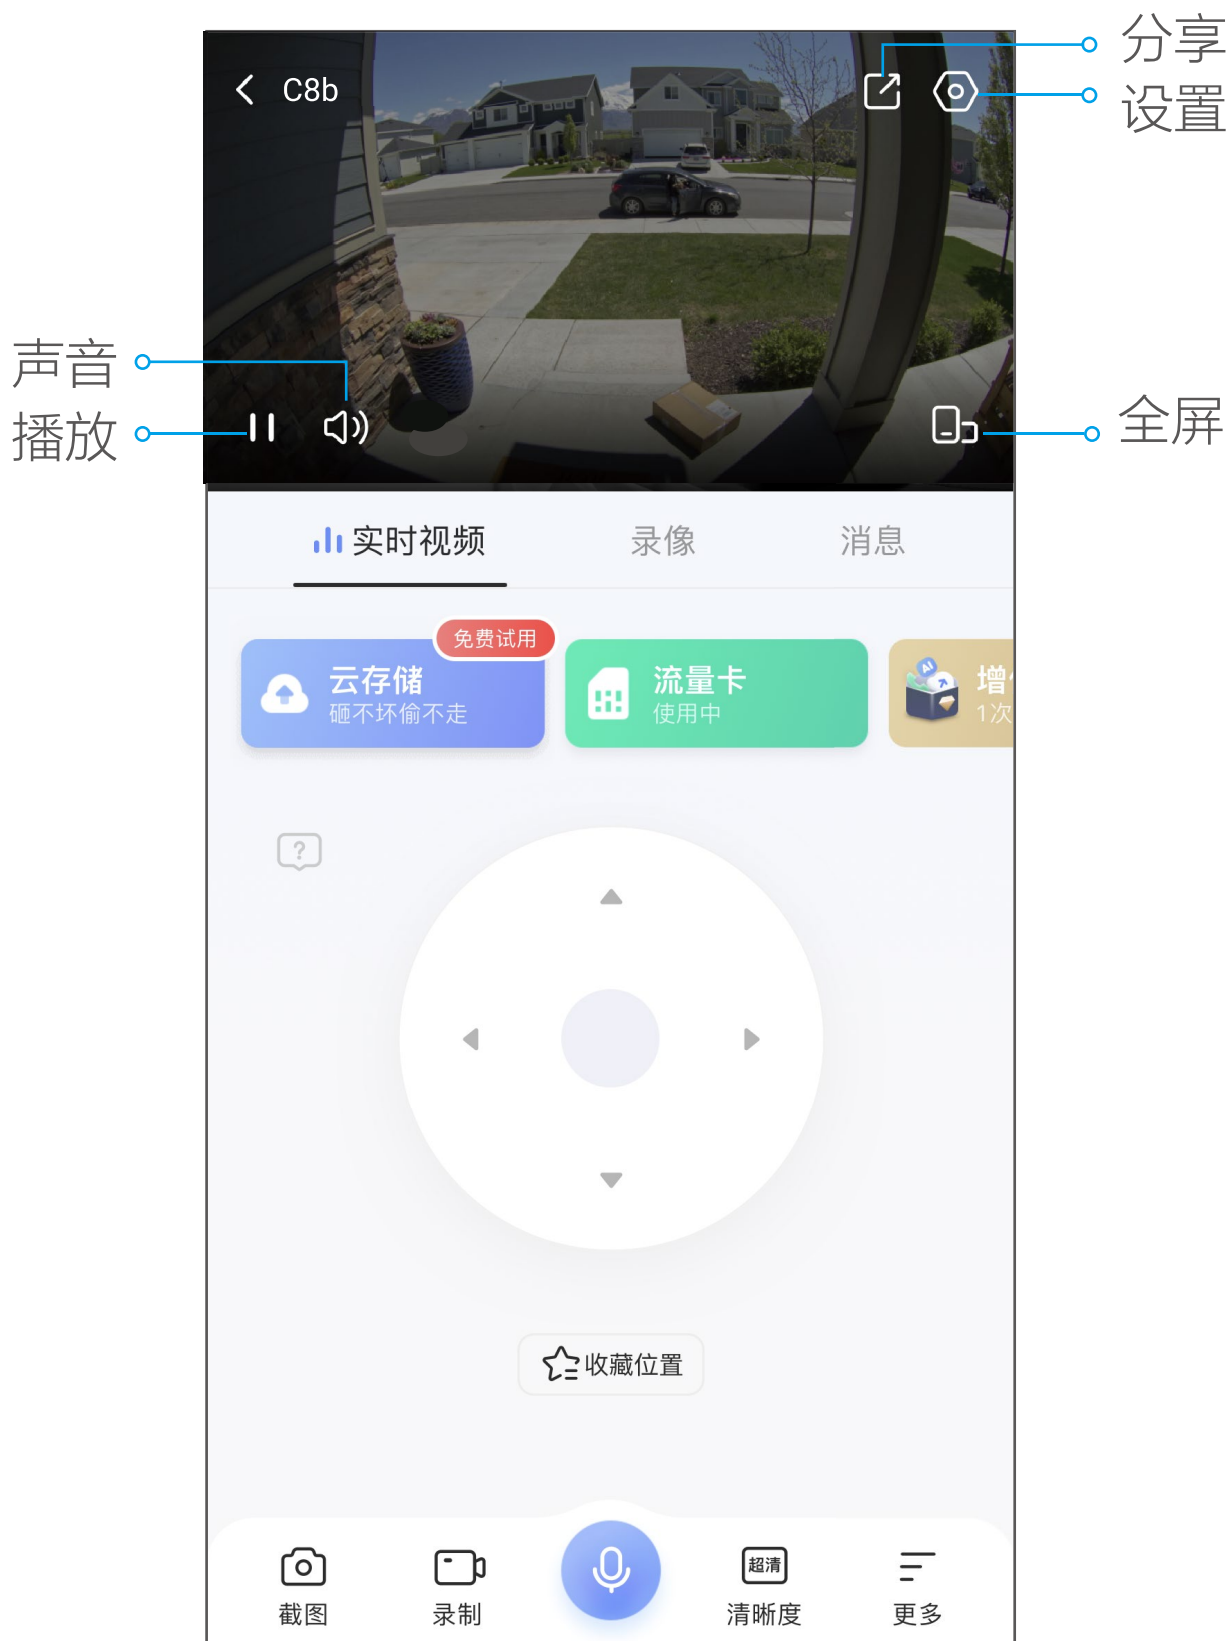 分享
C8b
设置
声音
播放
全屏
实时视频 录像 消息
免费试用
云存储
砸不坏偷不走
流量卡
使用中
增
1次
?
收藏位置
超清
截图 录制 清晰度 更多